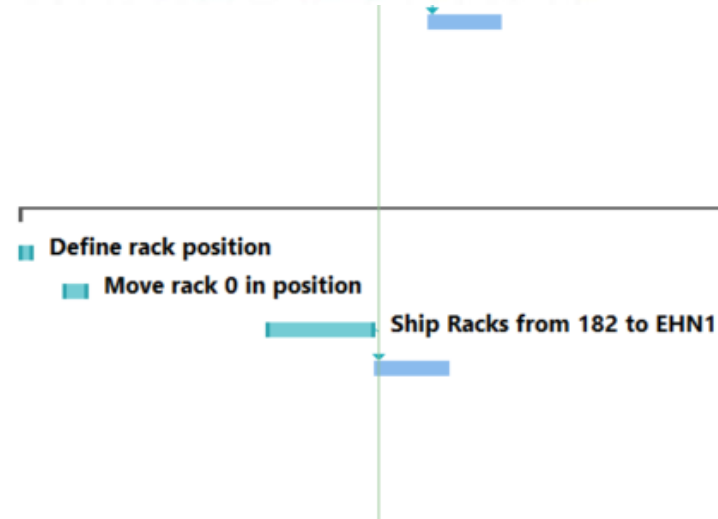 Define rack position
Move rack 0 in position
Ship Racks from 182 to EHN1